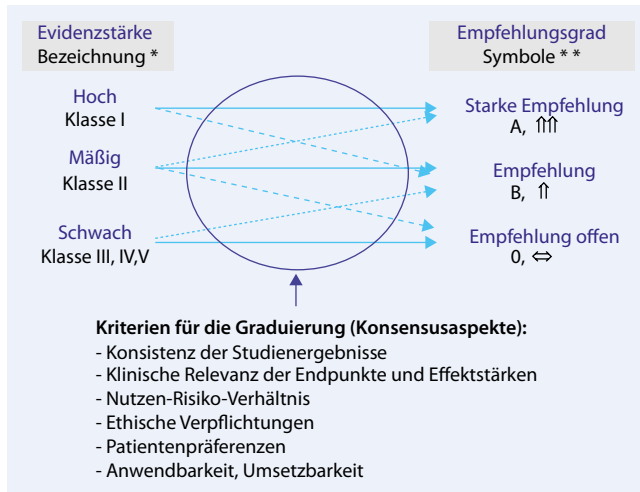 Evidenzstärke
Bezeichnung *
Empfehlungsgrad
Symbole * *
Hoch
Klasse I
Starke Empfehlung
A, ⇑⇑
Mäßig
Klasse II
Empfehlung
B, ⇑
Schwach
Klasse III, IV,V
Empfehlung offen
0, ⇔
Kriterien für die Graduierung (Konsensusaspekte):
- Konsistenz der Studienergebnisse
- Klinische Relevanz der Endpunkte und Effektstärken
- Nutzen-Risiko-Verhältnis
- Ethische Verpflichtungen
- Patientenpräferenzen
- Anwendbarkeit, Umsetzbarkeit